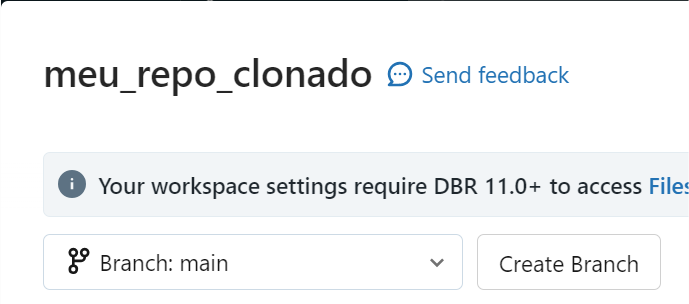 meu_repo_clonado Send feedback
Your workspace settings require DBR 11.0+ to access Files
Branch: main Create Branch